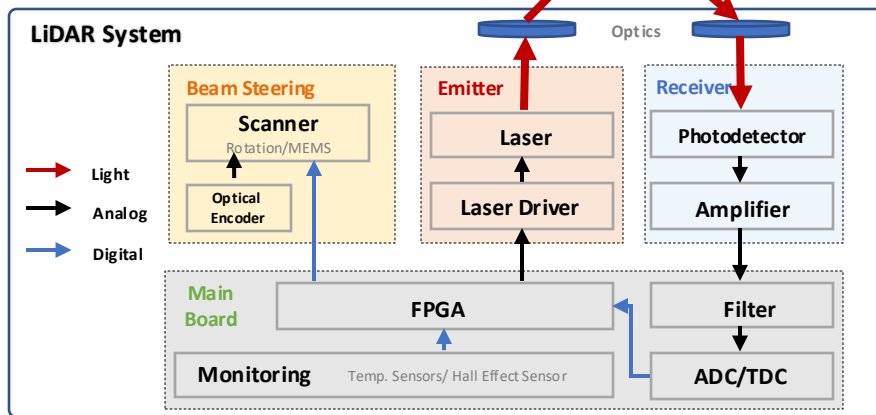 LiDAR System
Optics
Beam Steering
Scanner
Rotation/MEMS
Optical
Encoder
Emitter
Laser
Laser Driver
Receiver
Photodetector
Amplifier
Light
Analog
Digital
Main
Board
FPGA
Monitoring
Temp. Sensors/ Hall Effect Sensor
Filter
ADC/TDC